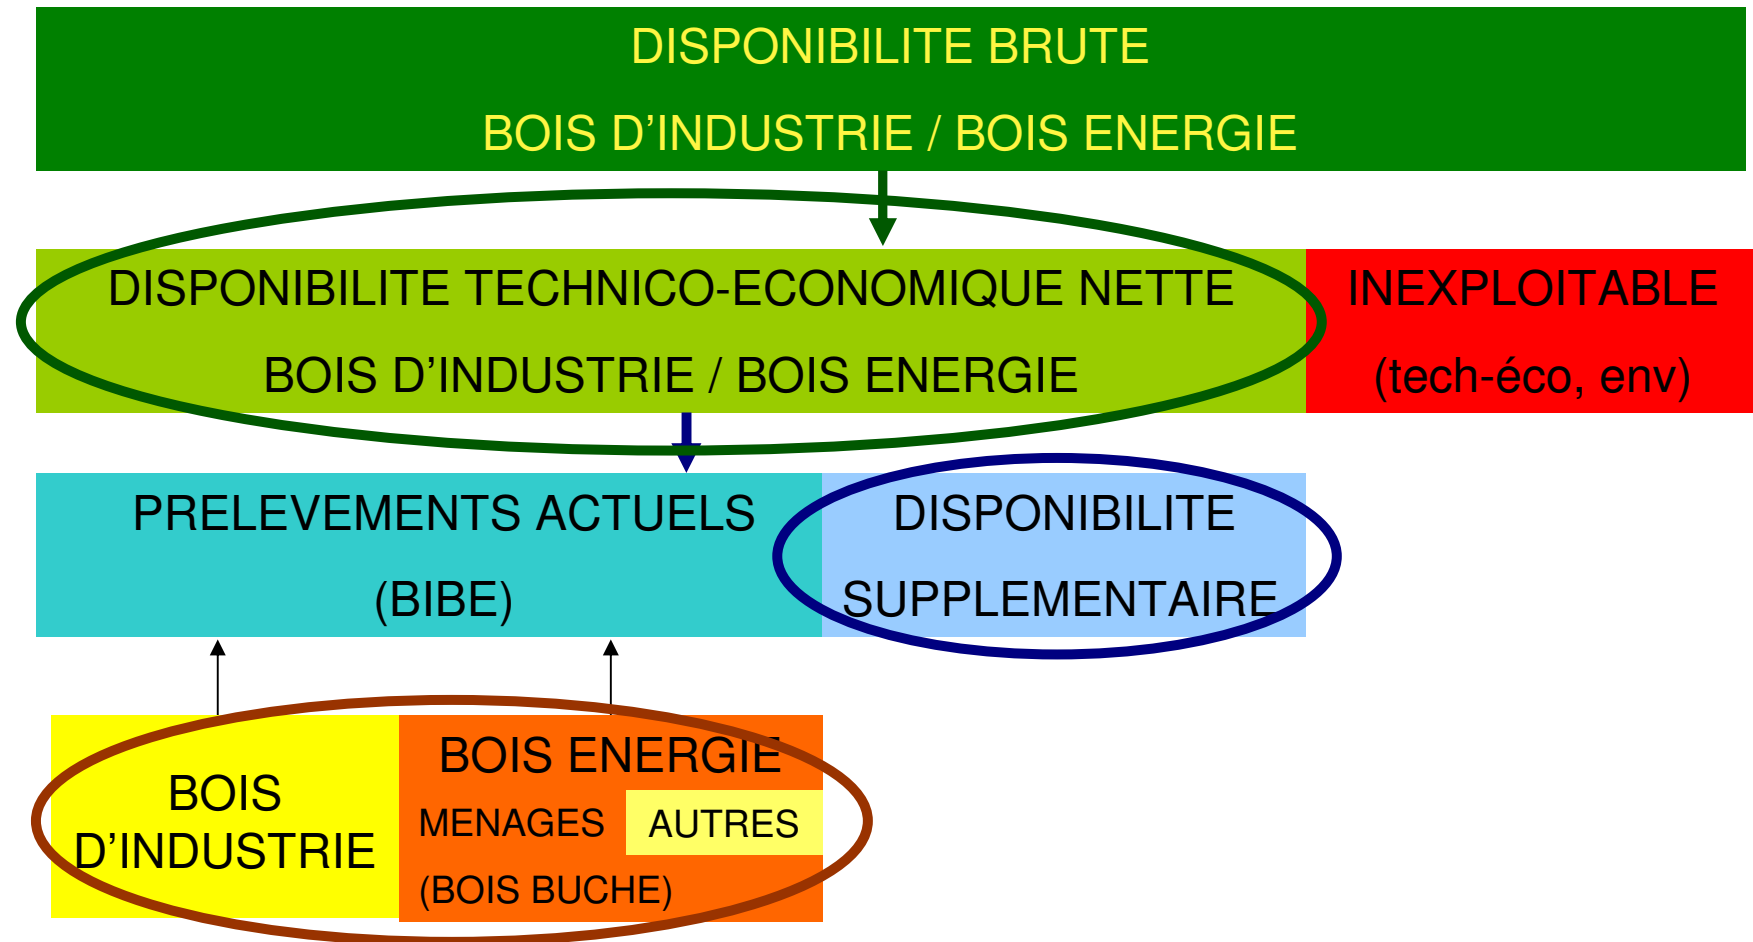 DISPONIBILITE BRUTE
BOIS D’INDUSTRIE / BOIS ENERGIE
DISPONIBILITE TECHNICO-ECONOMIQUE NETTE
BOIS D’INDUSTRIE / BOIS ENERGIE
INEXPLOITABLE
(tech-éco, env)
PRELEVEMENTS ACTUELS
(BIBE)
DISPONIBILITE
SUPPLEMENTAIRE
BOIS
D’INDUSTRIE
BOIS ENERGIE
MENAGES
AUTRES
(BOIS BUCHE)